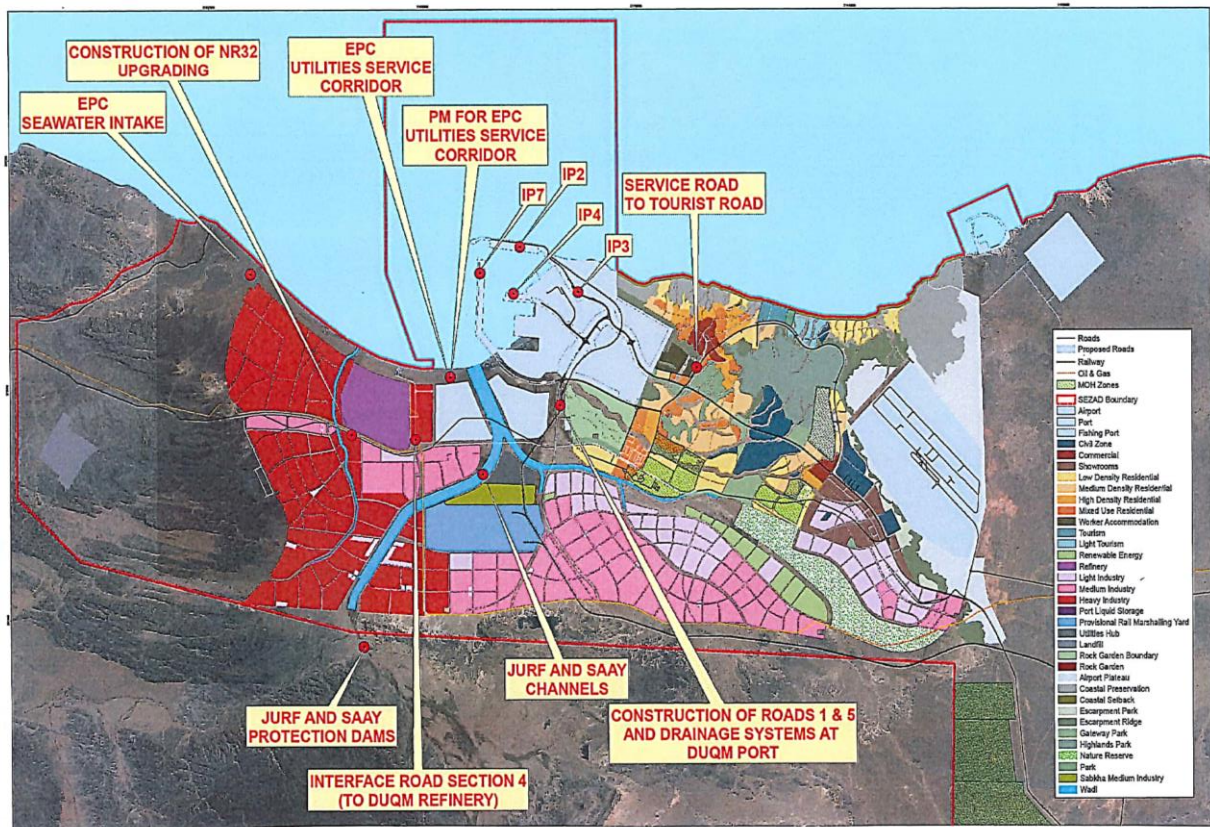 CONSTRUCTION OF NR32
UPGRADING
EPC
UTILITIES SERVICE
CORRIDOR
EPC
SEAWATER INTAKE
PM FOR EPC
UTILITIES SERVICE
CORRIDOR
IP2
IP7
IP4
IP3
SERVICE ROAD
TO TOURIST ROAD
JURF AND SAAY
CHANNELS
JURF AND SAAY
PROTECTION DAMS
CONSTRUCTION OF ROADS 1 & 5
AND DRAINAGE SYSTEMS AT
DUQM PORT
INTERFACE ROAD SECTION 4
(TO DUQM REFINERY)
Roads
Proposed Roads
Railway
Oil & Gas
MOH Zones
SEZAD Boundary
Airport
Port
Fishing Port
Civil Zone
Commercial
Showrooms
Low Density Residential
Medium Density Residential
High Density Residential
Mixed Use Residential
Worker Accommodation
Tourism
Light Tourism
Renewable Energy
Refinery
Light Industry
Medium Industry
Heavy Industry
Port Liquid Storage
Provisional Rail Marshalling Yard
Utilities Hub
Landfill
Rock Garden Boundary
Rock Garden
Airport Plateau
Coastal Preservation
Coastal Setback
Escarpment Park
Escarpment Ridge
Gateway Park
Highlands Park
Nature Reserve
Park
Sabkha Medium Industry
Wadi